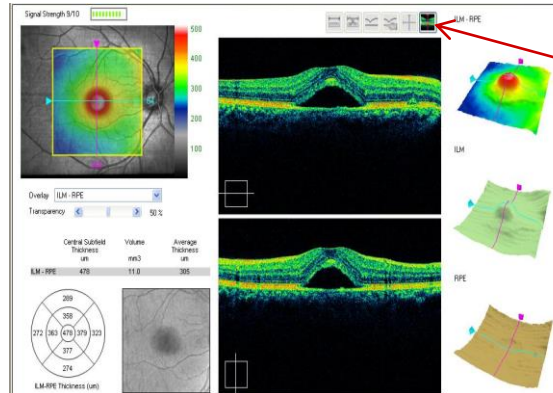 Signal Strength 9/10
ILM - RPE
500
400
300
200
100
ILM
Overlay ILM - RPE
Transparency 50 %
Central Subfield Thickness um
Volume mm3
Average Thickness um
ILM - RPE 478 11.0 305
RPE
269
358
272 363 478 379 323
377
274
ILM-RPE Thickness (um)